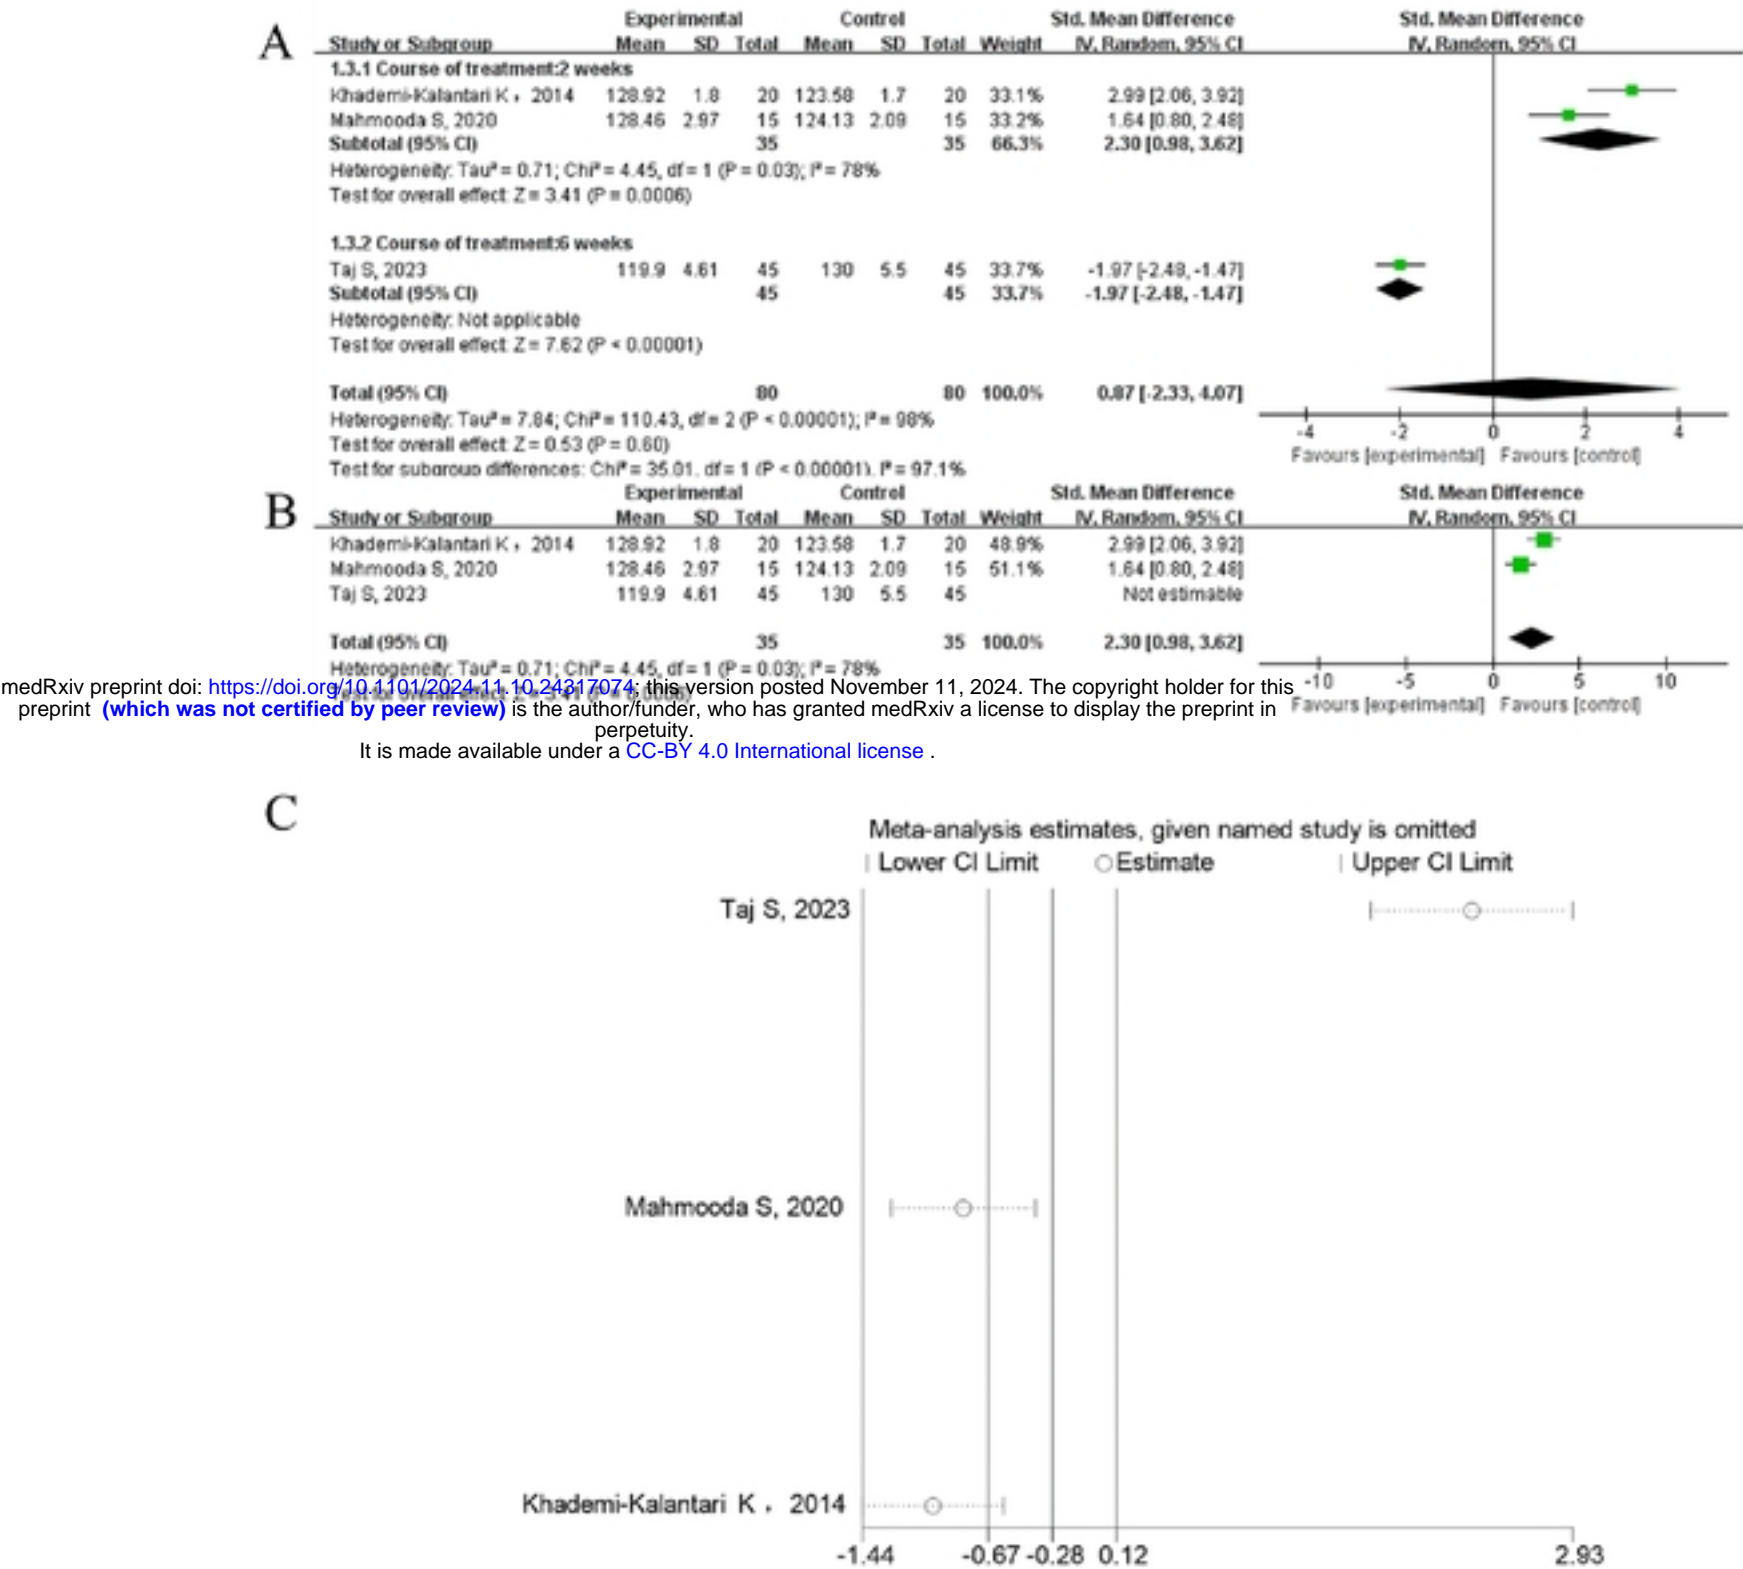 A
Experimental Control Std. Mean Difference Std. Mean Difference
Study or Subgroup Mean SD Total Mean SD Total Weight IV, Random, 95% CI IV, Random, 95% CI
1.3.1 Course of treatment:2 weeks
Khademi-Kalantari K，2014 128.92 1.8 20 123.58 1.7 20 33.1% 2.99 [2.06, 3.92]
Mahmooda S, 2020 128.46 2.97 15 124.13 2.09 15 33.2% 1.64 [0.80, 2.48]
Subtotal (95% CI) 35 35 66.3% 2.30 [0.98, 3.62]
Heterogeneity: Tau² = 0.71; Chi² = 4.45, df = 1 (P = 0.03); I² = 78%
Test for overall effect: Z = 3.41 (P = 0.0006)
1.3.2 Course of treatment:6 weeks
Taj S, 2023 119.9 4.61 45 130 5.5 45 33.7% -1.97 [-2.48, -1.47]
Subtotal (95% CI) 45 45 33.7% -1.97 [-2.48, -1.47]
Heterogeneity: Not applicable
Test for overall effect: Z = 7.62 (P < 0.00001)
Total (95% CI) 80 80 100.0% 0.87 [-2.33, 4.07]
Heterogeneity: Tau² = 7.84; Chi² = 110.43, df = 2 (P < 0.00001); I² = 98%
Test for overall effect: Z = 0.53 (P = 0.60)
Test for subgroup differences: Chi² = 35.01, df = 1 (P < 0.00001), I² = 97.1%
-4 -2 0 2 4
Favours [experimental] Favours [control]
B
Experimental Control Std. Mean Difference Std. Mean Difference
Study or Subgroup Mean SD Total Mean SD Total Weight IV, Random, 95% CI IV, Random, 95% CI
Khademi-Kalantari K，2014 128.92 1.8 20 123.58 1.7 20 48.9% 2.99 [2.06, 3.92]
Mahmooda S, 2020 128.46 2.97 15 124.13 2.09 15 51.1% 1.64 [0.80, 2.48]
Taj S, 2023 119.9 4.61 45 130 5.5 45 Not estimable
Total (95% CI) 35 35 100.0% 2.30 [0.98, 3.62]
Heterogeneity: Tau² = 0.71; Chi² = 4.45, df = 1 (P = 0.03); I² = 78%
-10 -5 0 5 10
Favours [experimental] Favours [control]
medRxiv preprint doi: https://doi.org/10.1101/2024.11.10.24317074; this version posted November 11, 2024. The copyright holder for this
preprint (which was not certified by peer review) is the author/funder, who has granted medRxiv a license to display the preprint in
perpetuity.
It is made available under a CC-BY 4.0 International license .
C
Meta-analysis estimates, given named study is omitted
Lower CI Limit Estimate Upper CI Limit
Taj S, 2023
Mahmooda S, 2020
Khademi-Kalantari K，2014
-1.44 -0.67 -0.28 0.12 2.93